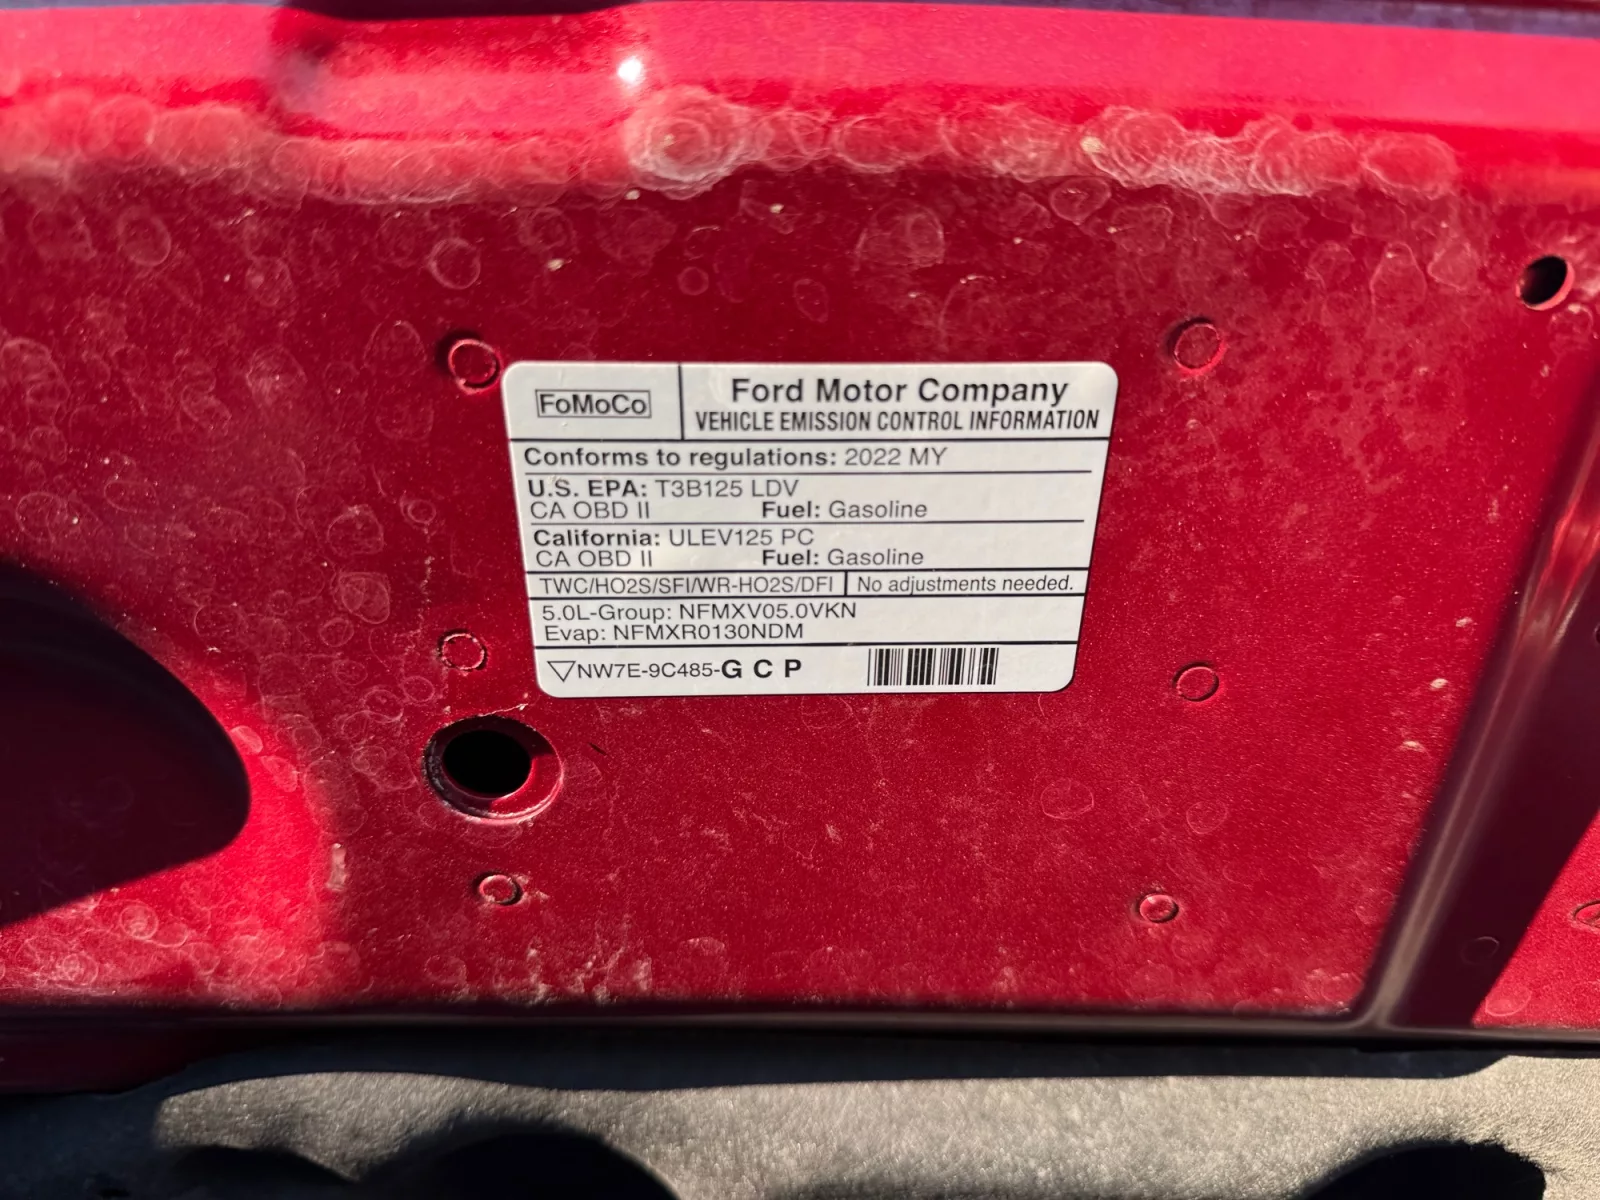 FoMoCo
Ford Motor Company
VEHICLE EMISSION CONTROL INFORMATION
Conforms to regulations: 2022 MY
U.S. EPA: T3B125 LDV
CA OBD II Fuel: Gasoline
California: ULEV125 PC
CA OBD II Fuel: Gasoline
TWC/HO2S/SFI/WR-HO2S/DFI No adjustments needed.
5.0L-Group: NFMXV05.0VKN
Evap: NFMXR0130NDM
▽NW7E-9C485-G C P